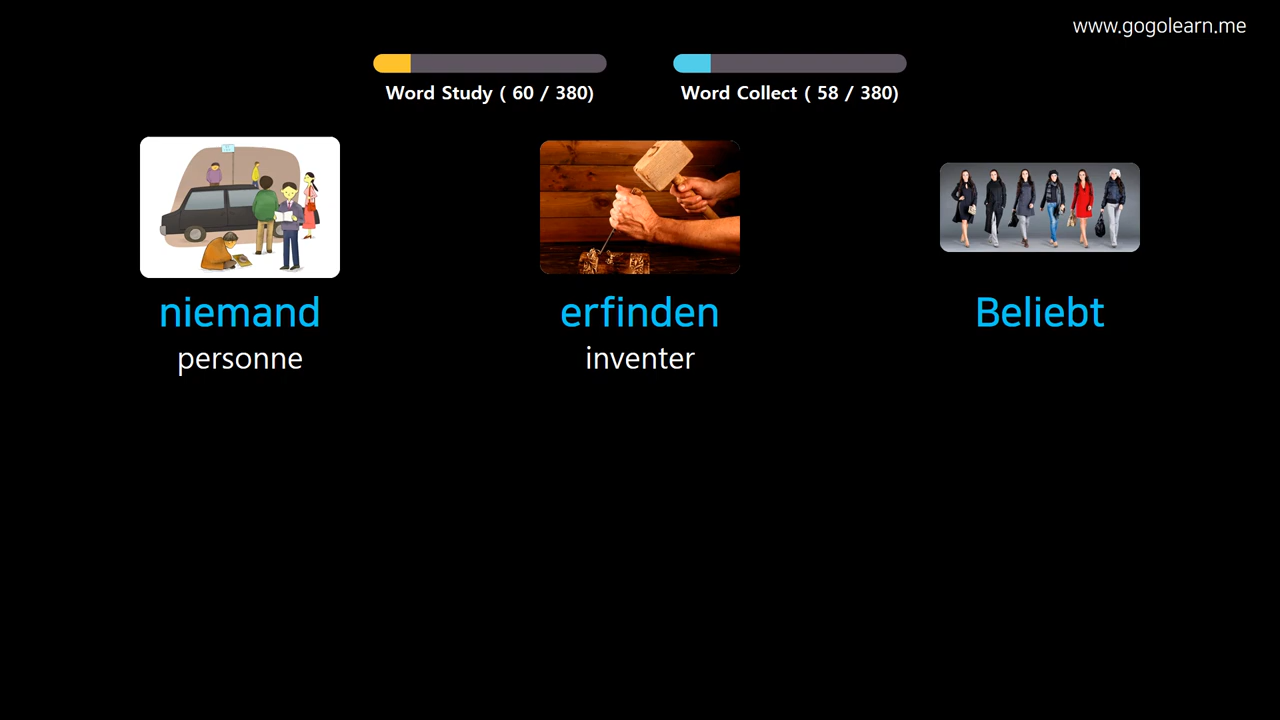 www.gogolearn.me
Word Study ( 60 / 380)
Word Collect ( 58 / 380)
niemand
personne
erfinden
inventer
Beliebt